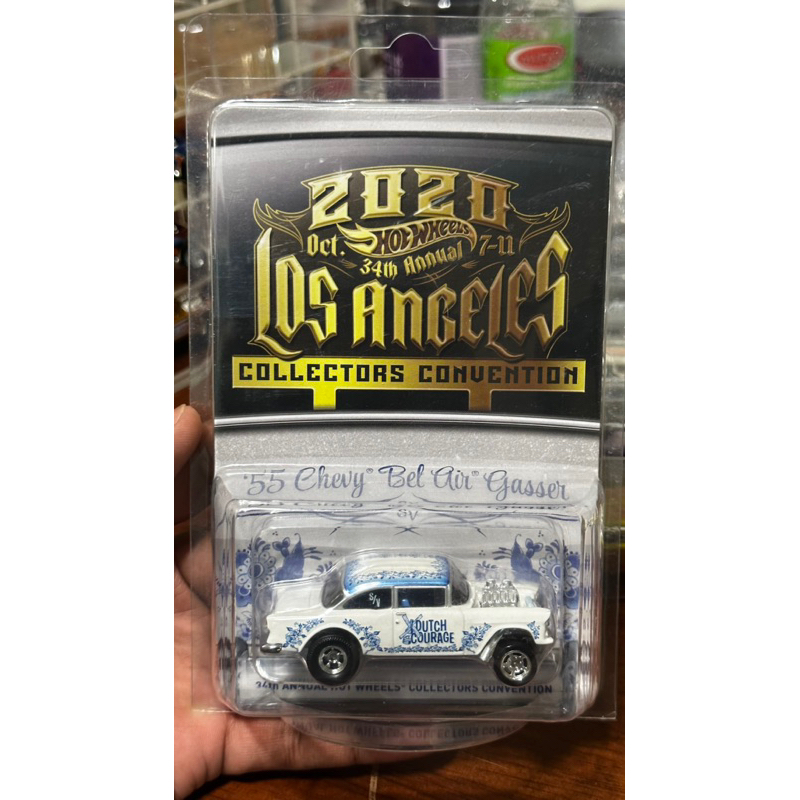 2020
Oct. HOT WHEELS 7-11
34th Annual
LOS ANGELES
COLLECTORS CONVENTION
'55 Chevy® Bel Air® Gasser
S/V
DUTCH
COURAGE
34th ANNUAL HOT WHEELS® COLLECTORS CONVENTION